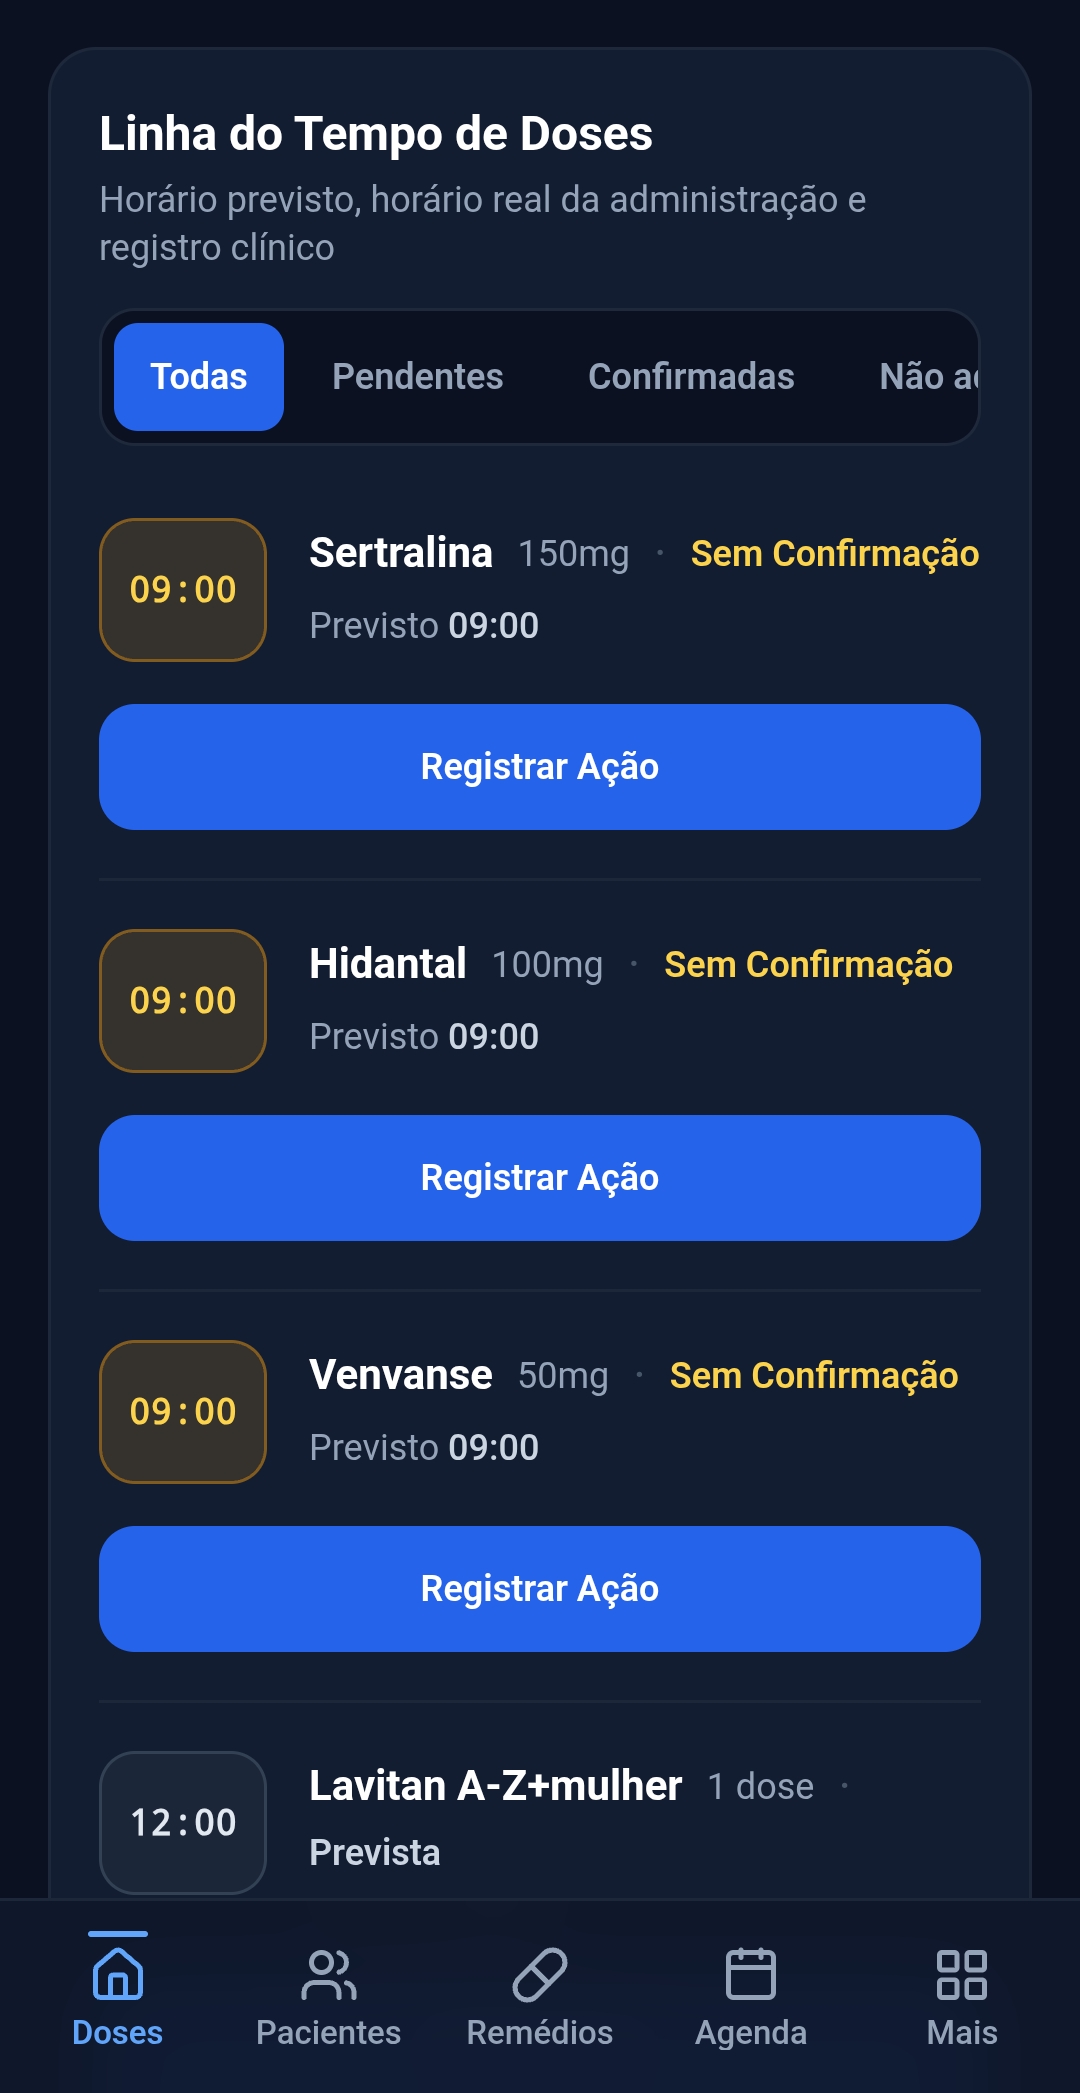 Linha do Tempo de Doses
Horário previsto, horário real da administração e
registro clínico
Todas Pendentes Confirmadas Não
09:00 Sertralina 150mg · Sem Confirmação
Previsto 09:00
Registrar Ação
09:00 Hidantal 100mg · Sem Confirmação
Previsto 09:00
Registrar Ação
09:00 Venvanse 50mg · Sem Confirmação
Previsto 09:00
Registrar Ação
12:00 Lavitan A-Z+mulher 1 dose ·
Prevista
Doses Pacientes Remédios Agenda Mais